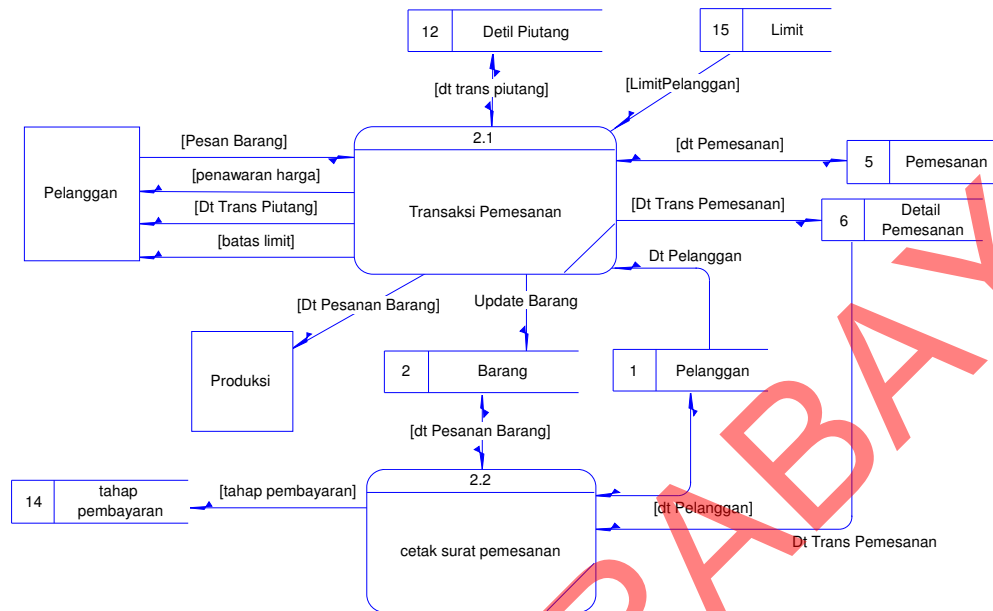 12 Detil Piutang
15 Limit
[dt trans piutang]
[LimitPelanggan]
2.1
[Pesan Barang]
[dt Pemesanan]
5 Pemesanan
Pelanggan
[penawaran harga]
Transaksi Pemesanan
[Dt Trans Piutang]
[Dt Trans Pemesanan]
6 Detail
Pemesanan
[batas limit]
Dt Pelanggan
[Dt Pesanan Barang]
Update Barang
Produksi
2 Barang
1 Pelanggan
[dt Pesanan Barang]
2.2
14 tahap
pembayaran
[tahap pembayaran]
[dt Pelanggan]
cetak surat pemesanan
Dt Trans Pemesanan
PABAY